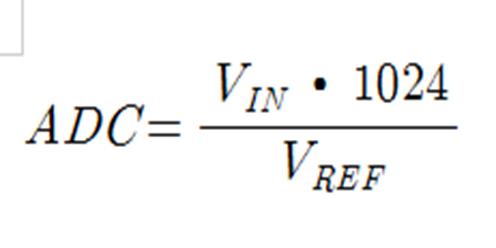 ADC = V_IN • 1024 / V_REF